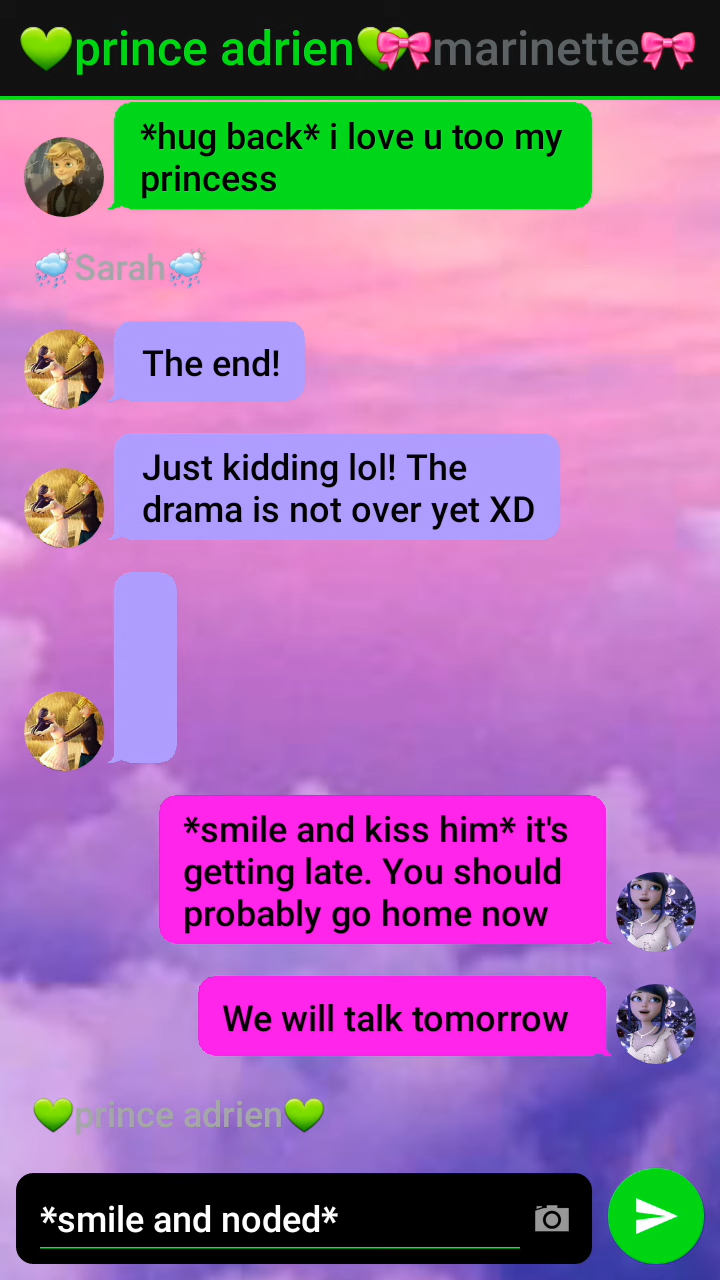 💚prince adrien💚🎀marinette🎀
*hug back* i love u too my
princess
🌨Sarah🌨
The end!
Just kidding lol! The
drama is not over yet XD
*smile and kiss him* it's
getting late. You should
probably go home now
We will talk tomorrow
💚prince adrien💚
*smile and noded*